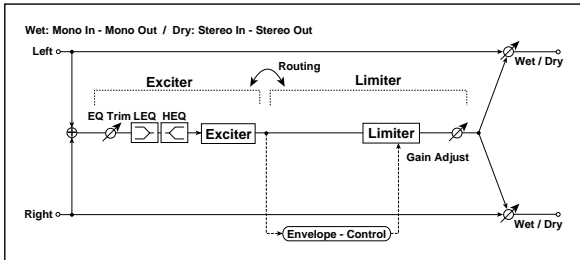 Wet: Mono In - Mono Out / Dry: Stereo In - Stereo Out
Left
Wet / Dry
Routing
Exciter
Limiter
EQ Trim LEQ HEQ
Exciter
Limiter
Gain Adjust
Right
Wet / Dry
Envelope - Control